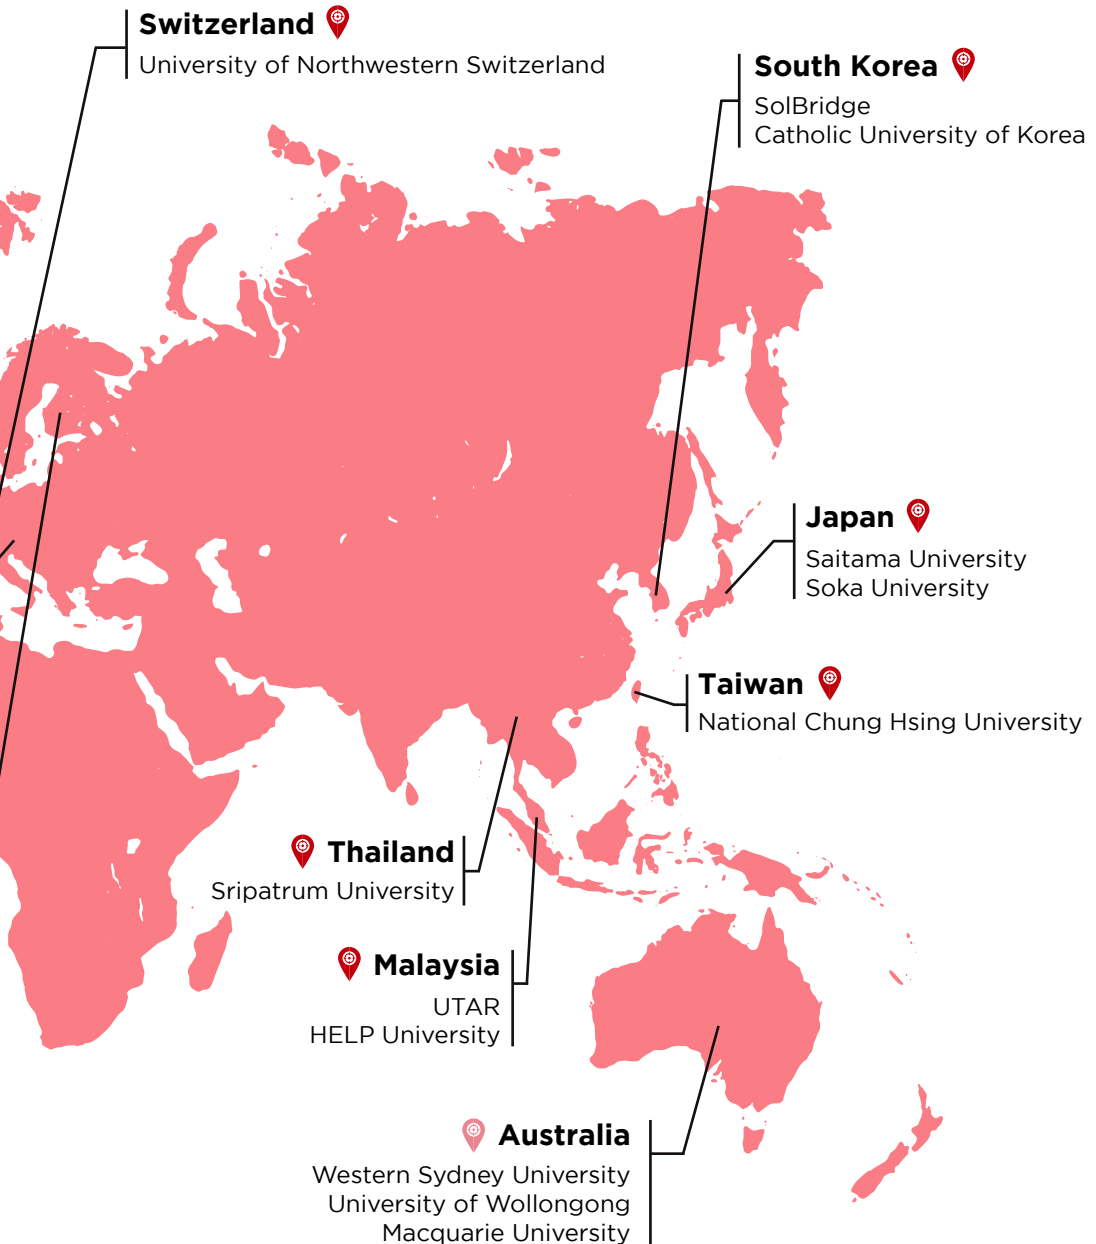 Switzerland
University of Northwestern Switzerland
South Korea
SolBridge
Catholic University of Korea
Japan
Saitama University
Soka University
Taiwan
National Chung Hsing University
Thailand
Sripatrum University
Malaysia
UTAR
HELP University
Australia
Western Sydney University
University of Wollongong
Macquarie University